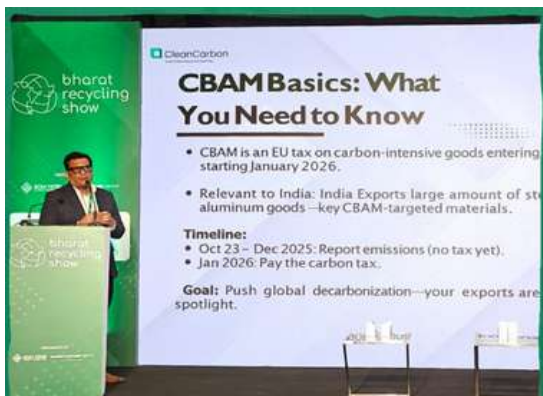 bharat
recycling
show
CleanCarbon
CBAM Basics: What
You Need to Know
• CBAM is an EU tax on carbon-intensive goods entering
starting January 2026.
• Relevant to India: India Exports large amount of ste
aluminum goods—key CBAM-targeted materials.
Timeline:
• Oct 23 – Dec 2025: Report emissions (no tax yet).
• Jan 2026: Pay the carbon tax.
Goal: Push global decarbonization—your exports are
spotlight.
bharat
recycling
show